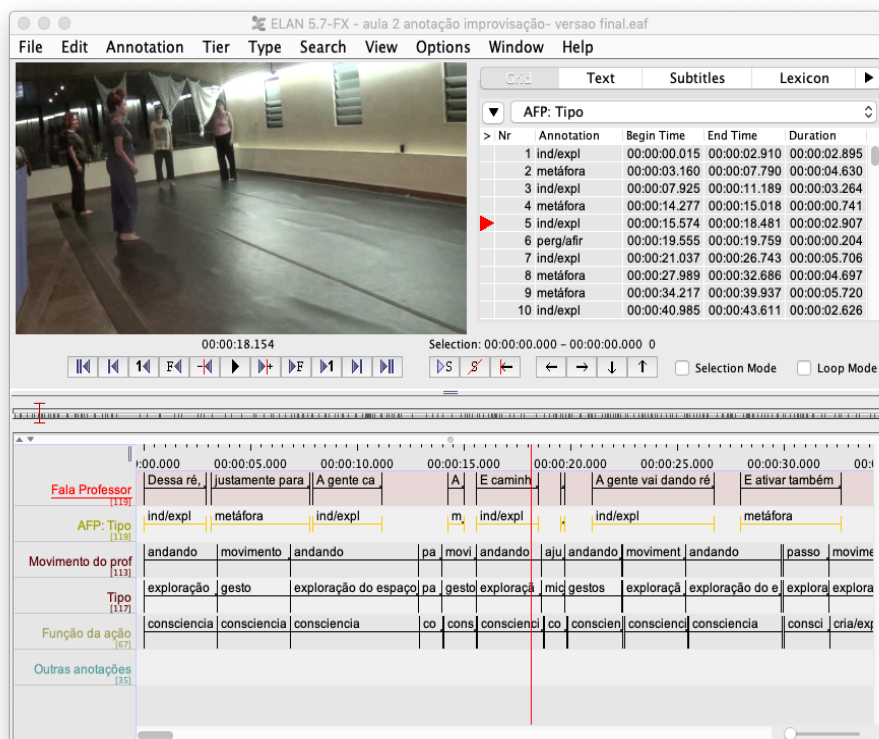 ELAN 5.7-FX - aula 2 anotação improvisação- versao final.eaf
File Edit Annotation Tier Type Search View Options Window Help
Grid Text Subtitles Lexicon
AFP: Tipo
> Nr Annotation Begin Time End Time Duration
1 ind/expl 00:00:00.015 00:00:02.910 00:00:02.895
2 metáfora 00:00:03.160 00:00:07.790 00:00:04.630
3 ind/expl 00:00:07.925 00:00:11.189 00:00:03.264
4 metáfora 00:00:14.277 00:00:15.018 00:00:00.741
5 ind/expl 00:00:15.574 00:00:18.481 00:00:02.907
6 perg/afir 00:00:19.555 00:00:19.759 00:00:00.204
7 ind/expl 00:00:21.037 00:00:26.743 00:00:05.706
8 metáfora 00:00:27.989 00:00:32.686 00:00:04.697
9 metáfora 00:00:34.217 00:00:39.937 00:00:05.720
10 ind/expl 00:00:40.985 00:00:43.611 00:00:02.626
00:00:18.154 Selection: 00:00:00.000 - 00:00:00.000 0
1 F + F 1 S S Selection Mode Loop Mode
:00.000 00:00:05.000 00:00:10.000 00:00:15.000 00:00:20.000 00:00:25.000 00:00:30.000 00:0
Fala Professor Dessa ré, justamente para A gente ca A E caminh A gente vai dando ré E ativar também
[119]
AFP: Tipo ind/expl metáfora ind/expl m ind/expl ind/expl metáfora
[119]
Movimento do prof andando movimento andando pa movi andando aju andando moviment andando passo movime
[113]
Tipo exploração gesto exploração do espaço pa gesto exploraçã mic gestos exploraçã exploração do e explora explora
[117]
Função da ação consciencia consciencia consciencia co cons conscienci co conscien conscienci consciencia consci cria/exp
[67]
Outras anotações
[35]